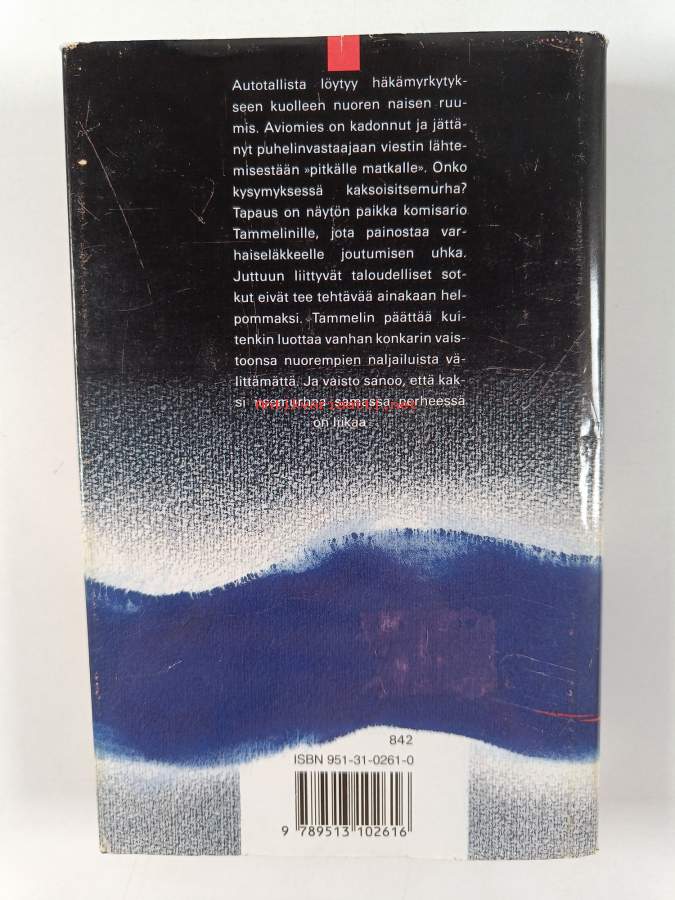 Autotallista löytyy häkämyrkytyk-
seen kuolleen nuoren naisen ruu-
mis. Aviomies on kadonnut ja jättä-
nyt puhelinvastaajaan viestin lähte-
misestään »pitkälle matkalle». Onko
kysymyksessä kaksoisitsemurha?
Tapaus on näytön paikka komisario
Tammelinille, jota painostaa var-
haiseläkkeelle joutumisen uhka.
Juttuun liittyvät taloudelliset sot-
kut eivät tee tehtävää ainakaan hel-
pommaksi. Tammelin päättää kui-
tenkin luottaa vanhan konkarin vais-
toonsa nuorempien naljailuista vä-
littämättä. Ja vaisto sanoo, että kak-
si itsemurhaa samassa perheessä
on liikaa.
842
ISBN 951-31-0261-0
9 789513 102616